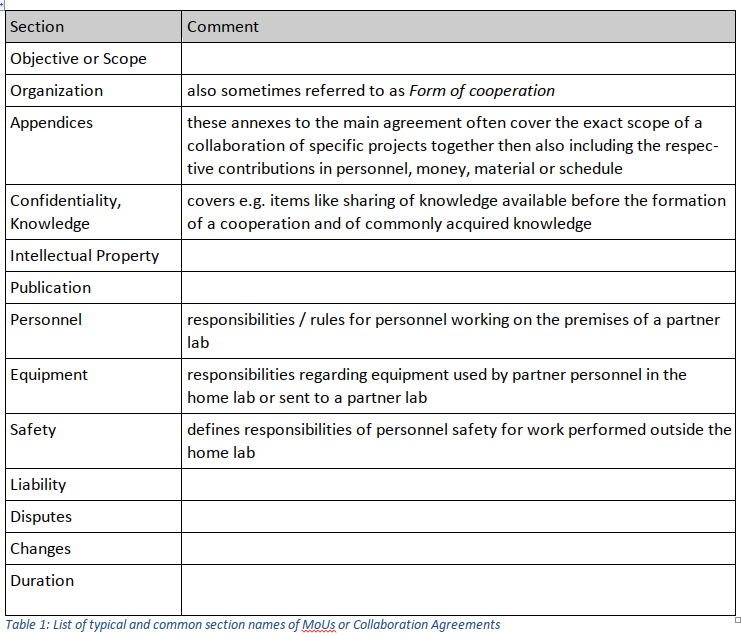 Section Comment
Objective or Scope
Organization also sometimes referred to as Form of cooperation
Appendices these annexes to the main agreement often cover the exact scope of a
collaboration of specific projects together then also including the respec-
tive contributions in personnel, money, material or schedule
Confidentiality, covers e.g. items like sharing of knowledge available before the formation
Knowledge of a cooperation and of commonly acquired knowledge
Intellectual Property
Publication
Personnel responsibilities / rules for personnel working on the premises of a partner
lab
Equipment responsibilities regarding equipment used by partner personnel in the
home lab or sent to a partner lab
Safety defines responsibilities of personnel safety for work performed outside the
home lab
Liability
Disputes
Changes
Duration
Table 1: List of typical and common section names of MoUs or Collaboration Agreements